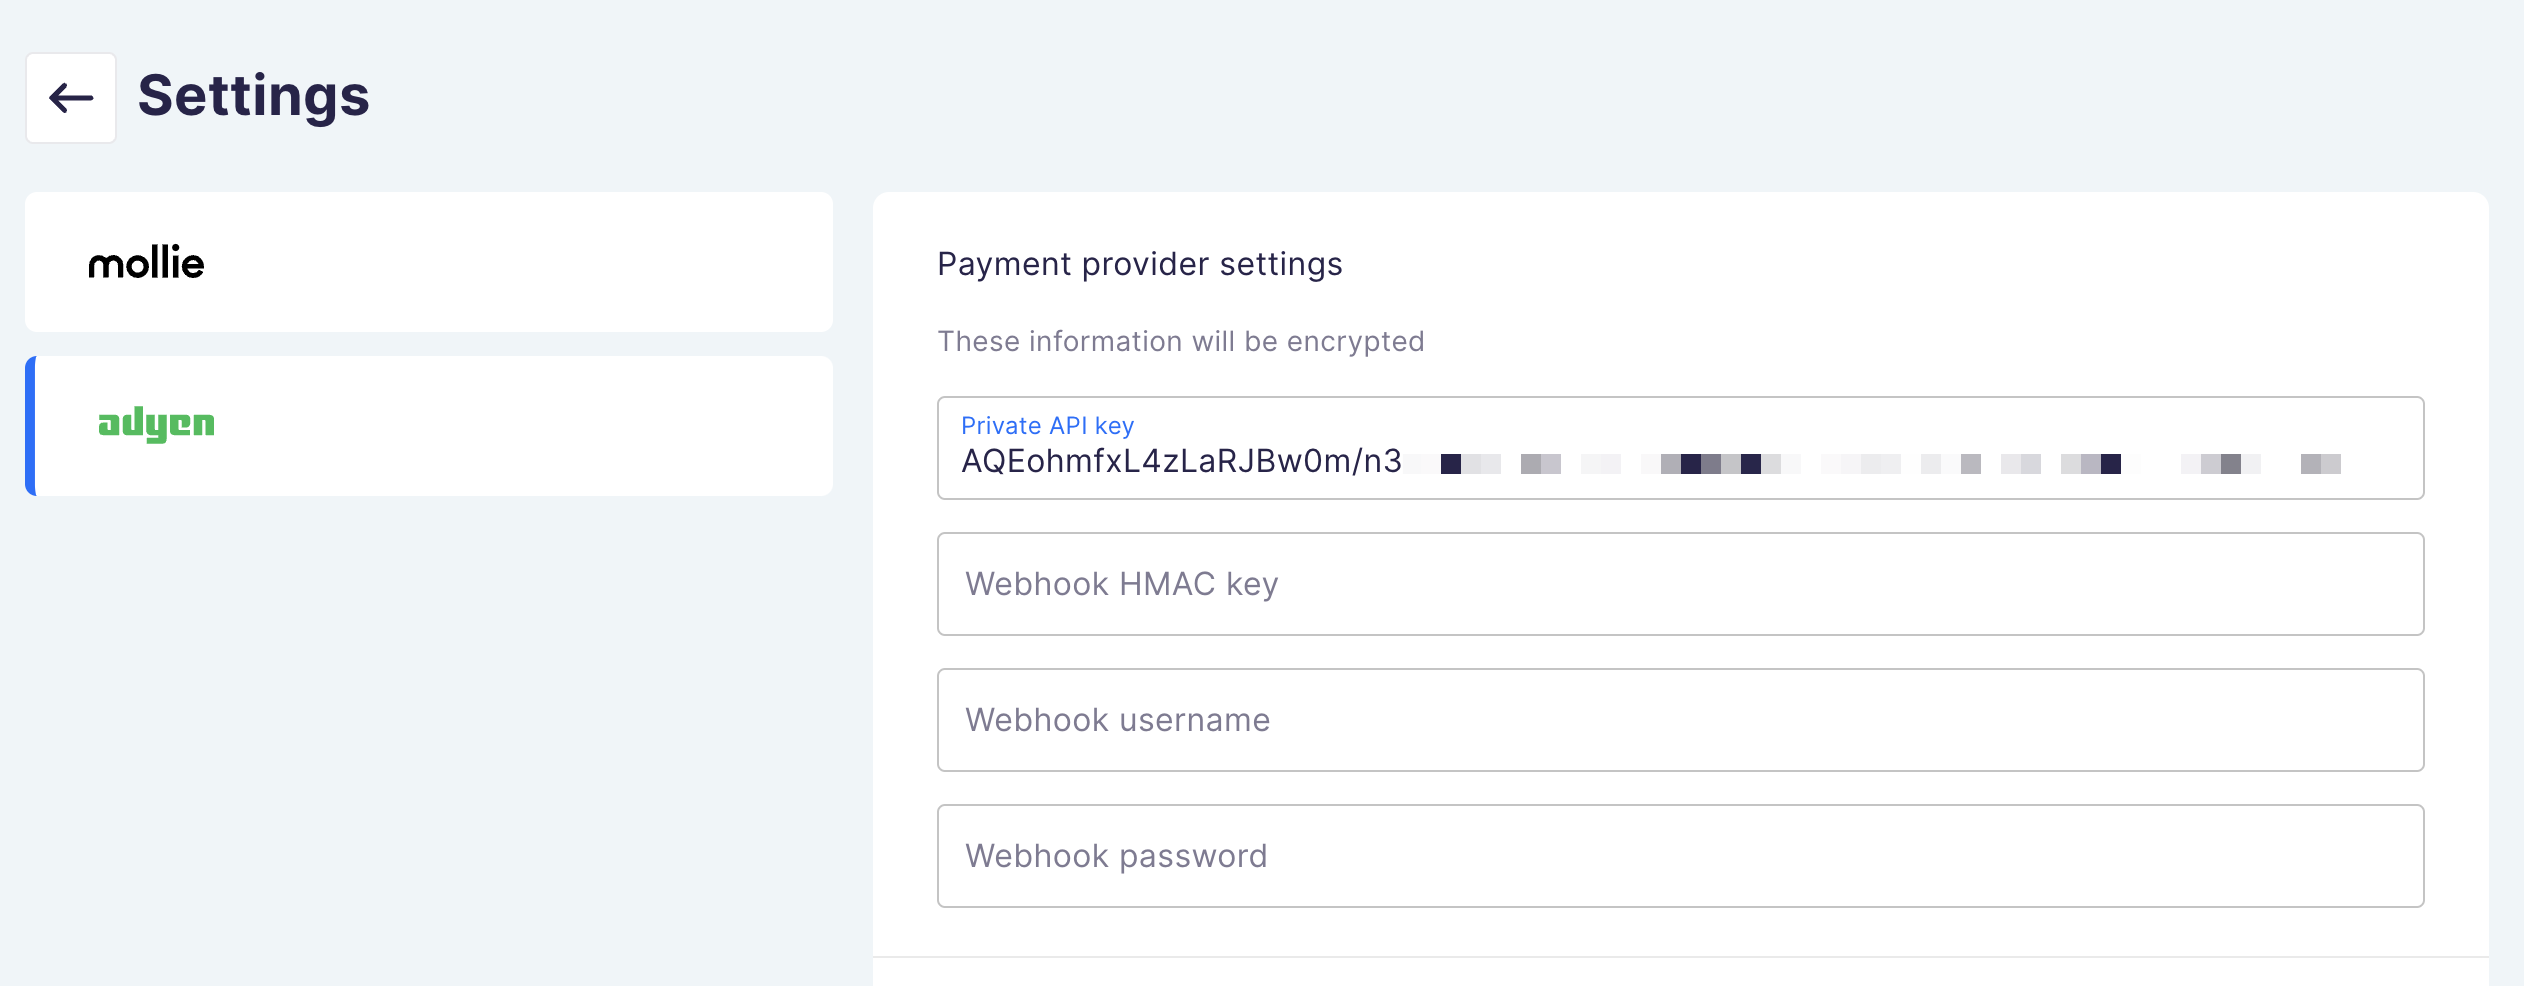 Settings
mollie
adyen
Payment provider settings
These information will be encrypted
Private API key
AQEohmfxL4zLaRJBw0m/n3
Webhook HMAC key
Webhook username
Webhook password